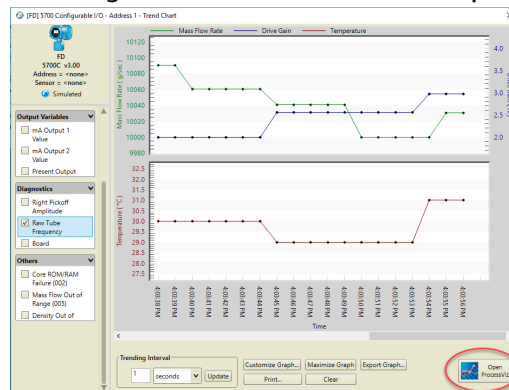 [FD] 5700 Configurable I/O - Address 1 - Trend Chart
FD
5700C v3.00
Address = <none>
Sensor = <none>
Simulated
Output Variables
mA Output 1
Value
mA Output 2
Value
Present Output
Diagnostics
Right Pickoff
Amplitude
Raw Tube
Frequency
Board
Others
Core ROM/RAM
Failure (002)
Mass Flow Out of
Range (005)
Density Out of
Mass Flow Rate Drive Gain Temperature
Mass Flow Rate ( g/sec )
10120
10100
10080
10060
10040
10020
10000
9980
4.0
3.5
3.0
2.5
2.0
Temperature ( °C )
32.5
32.0
31.5
31.0
30.5
30.0
29.5
29.0
28.5
28.0
27.5
4:03:38 PM
4:03:39 PM
4:03:40 PM
4:03:41 PM
4:03:42 PM
4:03:43 PM
4:03:44 PM
4:03:45 PM
4:03:46 PM
4:03:47 PM
4:03:48 PM
4:03:49 PM
4:03:50 PM
4:03:51 PM
4:03:52 PM
4:03:53 PM
4:03:54 PM
4:03:55 PM
4:03:56 PM
Time
Trending Interval
1 seconds Update
Customize Graph... Maximize Graph Export Graph...
Print... Clear
Open
ProcessViz